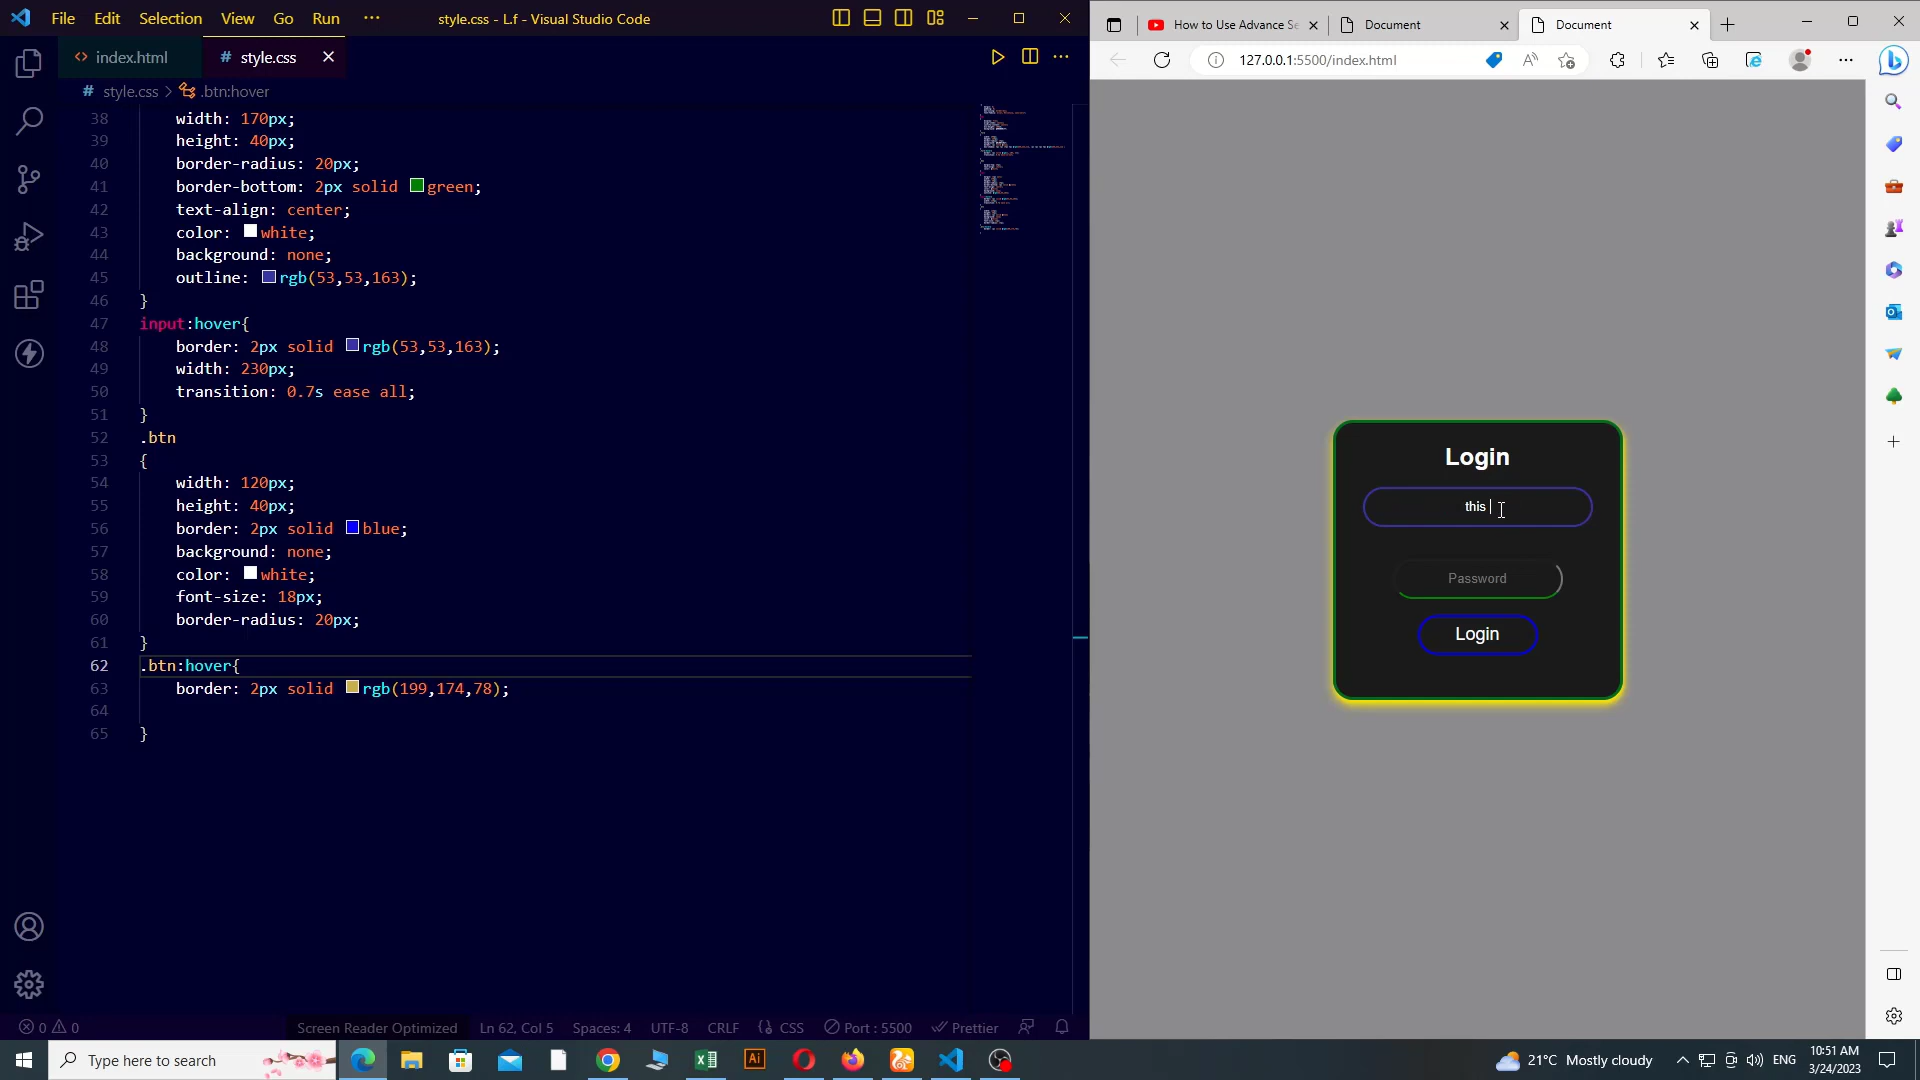 File Edit Selection View Go Run ··· style.css - L.f - Visual Studio Code
index.html # style.css
# style.css > .btn:hover
38 width: 170px;
39 height: 40px;
40 border-radius: 20px;
41 border-bottom: 2px solid green;
42 text-align: center;
43 color: white;
44 background: none;
45 outline: rgb(53,53,163);
46 }
47 input:hover{
48 border: 2px solid rgb(53,53,163);
49 width: 230px;
50 transition: 0.7s ease all;
51 }
52 .btn
53 {
54 width: 120px;
55 height: 40px;
56 border: 2px solid blue;
57 background: none;
58 color: white;
59 font-size: 18px;
60 border-radius: 20px;
61 }
62 .btn:hover{
63 border: 2px solid rgb(199,174,78);
64
65 }
0 0 Screen Reader Optimized Ln 62, Col 5 Spaces: 4 UTF-8 CRLF {} CSS Port : 5500 Prettier
How to Use Advance Se Document Document
127.0.0.1:5500/index.html
Login
this
Password
Login
Type here to search
Ai
21°C Mostly cloudy ENG 10:51 AM
3/24/2023